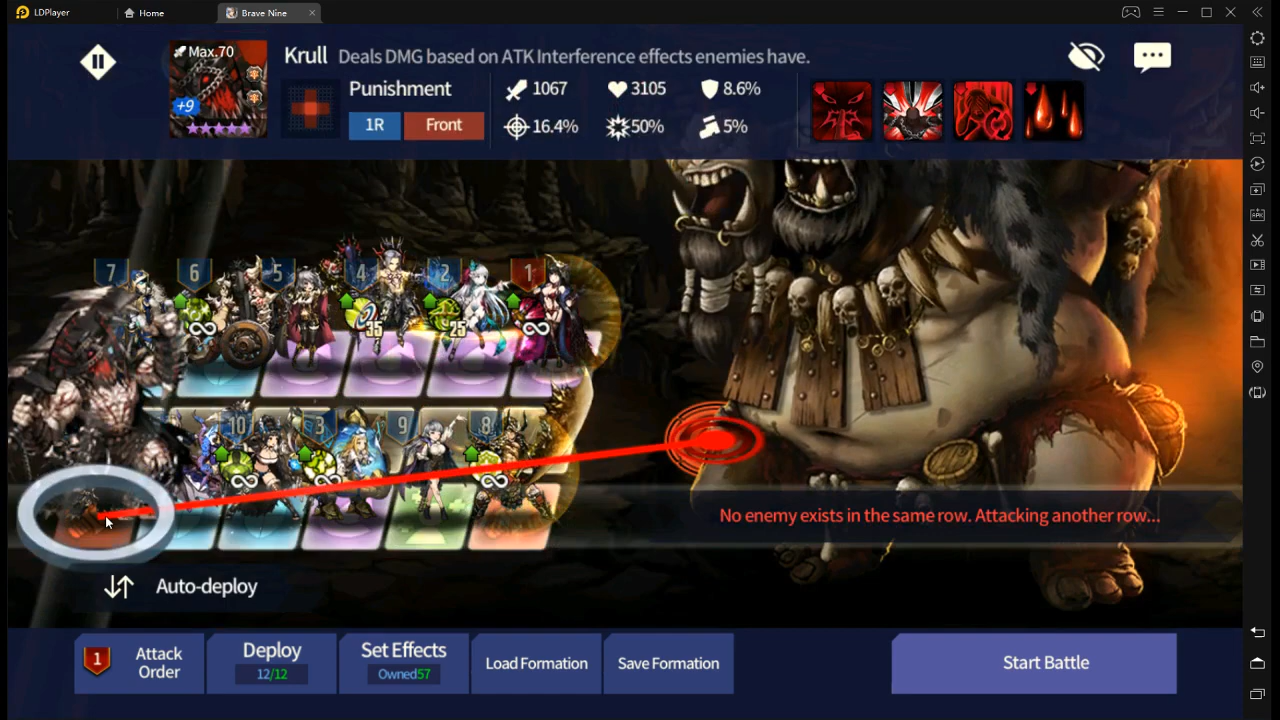 LDPlayer
Home
Brave Nine
Max.70
+9
Krull
Deals DMG based on ATK Interference effects enemies have.
Punishment
1R
Front
1067
3105
8.6%
16.4%
50%
5%
7
6
5
4
2
1
35
25
10
3
9
8
No enemy exists in the same row. Attacking another row...
Auto-deploy
1
Attack
Order
Deploy
12/12
Set Effects
Owned57
Load Formation
Save Formation
Start Battle